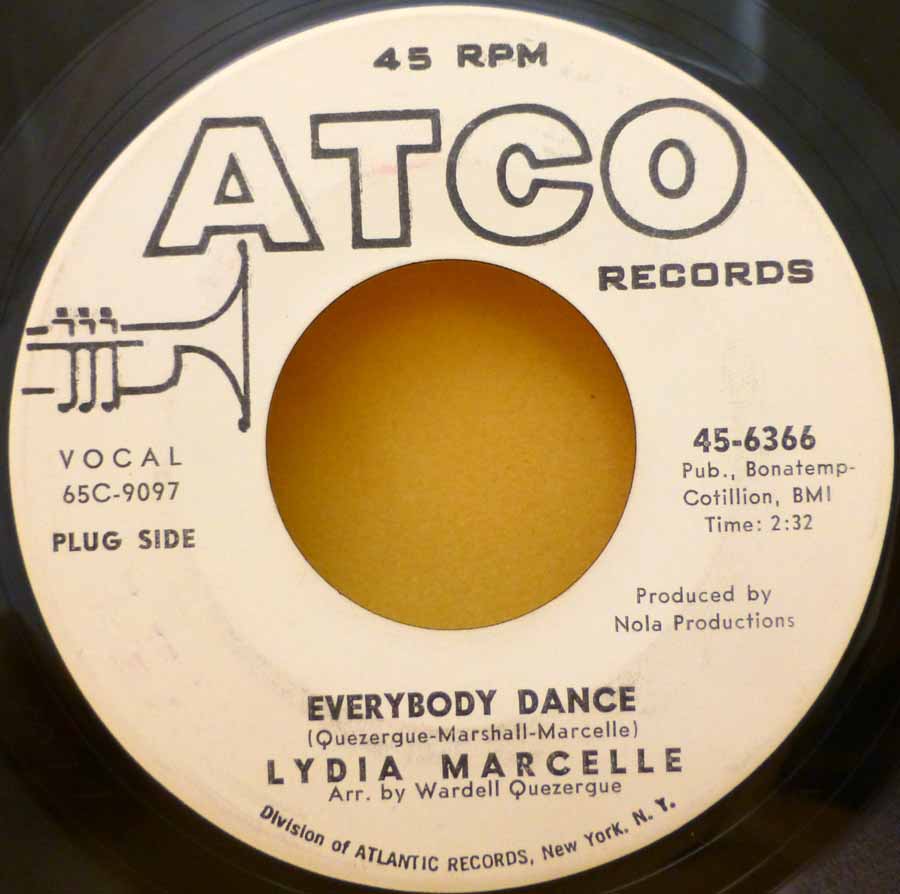 45 RPM
ATCO
RECORDS
VOCAL
65C-9097
PLUG SIDE
45-6366
Pub., Bonatemp-
Cotillion, BMI
Time: 2:32
Produced by
Nola Productions
EVERYBODY DANCE
(Quezergue-Marshall-Marcelle)
LYDIA MARCELLE
Arr. by Wardell Quezergue
Division of ATLANTIC RECORDS, New York, N. Y.